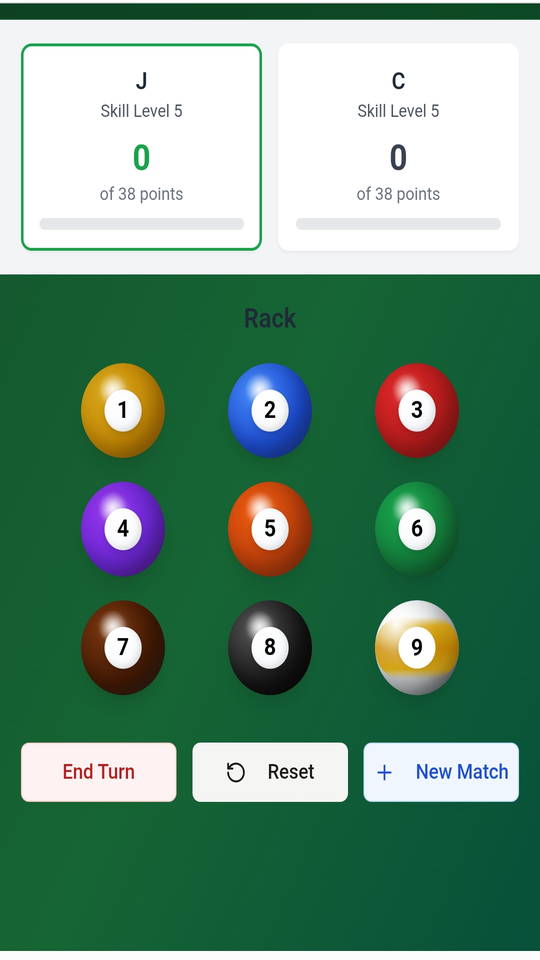 J
Skill Level 5
0
of 38 points
C
Skill Level 5
0
of 38 points
Rack
1 2 3
4 5 6
7 8 9
End Turn Reset + New Match